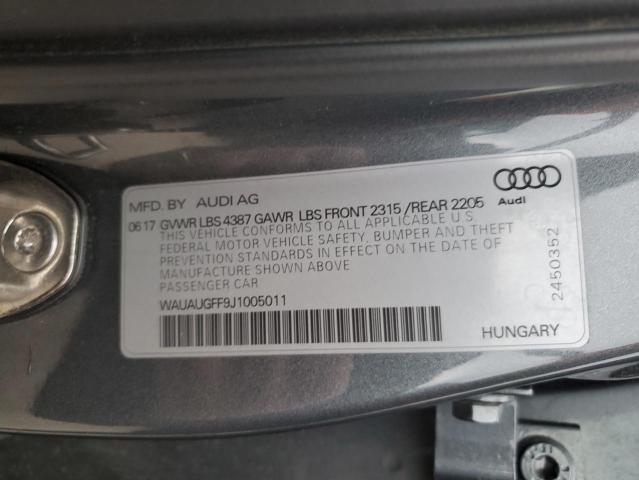 MFD. BY AUDI AG
Audi
06 17 GVWR LBS 4387 GAWR LBS FRONT 2315 /REAR 2205
THIS VEHICLE CONFORMS TO ALL APPLICABLE U.S.
FEDERAL MOTOR VEHICLE SAFETY, BUMPER AND THEFT
PREVENTION STANDARDS IN EFFECT ON THE DATE OF
MANUFACTURE SHOWN ABOVE
PASSENGER CAR
WAUAUGFF9J1005011
2450352
HUNGARY